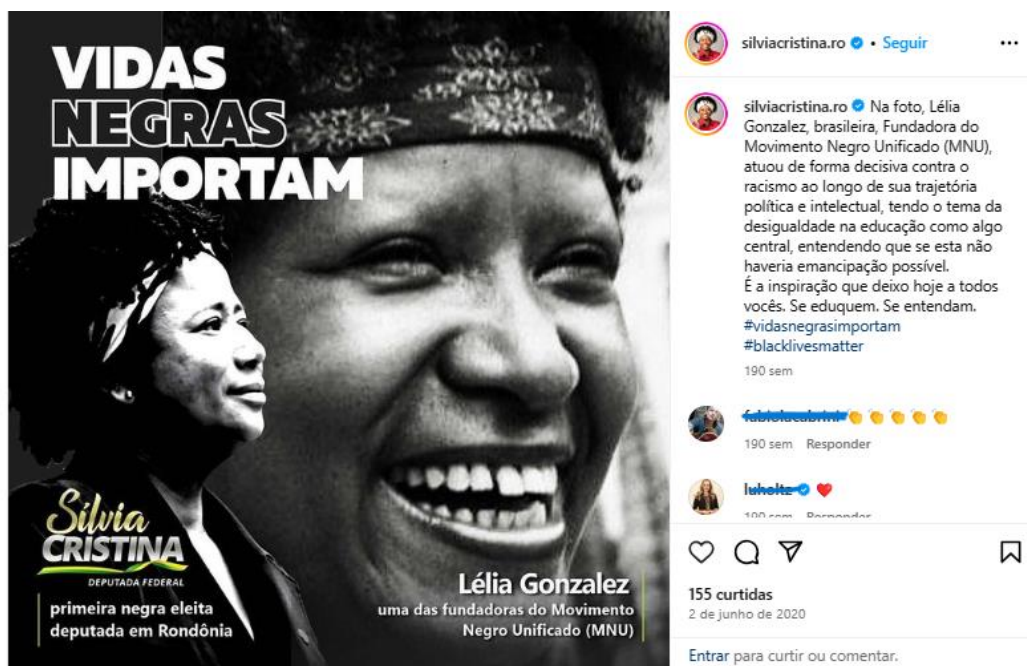 VIDAS
NEGRAS
IMPORTAM
Sílvia
CRISTINA
DEPUTADA FEDERAL
primeira negra eleita
deputada em Rondônia
Lélia Gonzalez
uma das fundadoras do Movimento
Negro Unificado (MNU)
silviacristina.ro • Seguir
silviacristina.ro Na foto, Lélia
Gonzalez, brasileira, Fundadora do
Movimento Negro Unificado (MNU),
atuou de forma decisiva contra o
racismo ao longo de sua trajetória
política e intelectual, tendo o tema da
desigualdade na educação como algo
central, entendendo que se esta não
haveria emancipação possível.
É a inspiração que deixo hoje a todos
vocês. Se eduquem. Se entendam.
#vidasnegrasimportam
#blacklivesmatter
190 sem
190 sem Responder
190 sem Responder
155 curtidas
2 de junho de 2020
Entrar para curtir ou comentar.